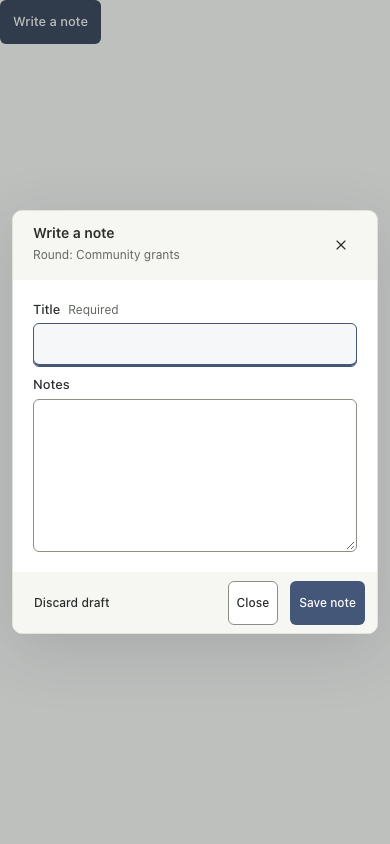 Write a note
Write a note
Round: Community grants
Title Required
Notes
Discard draft Close Save note